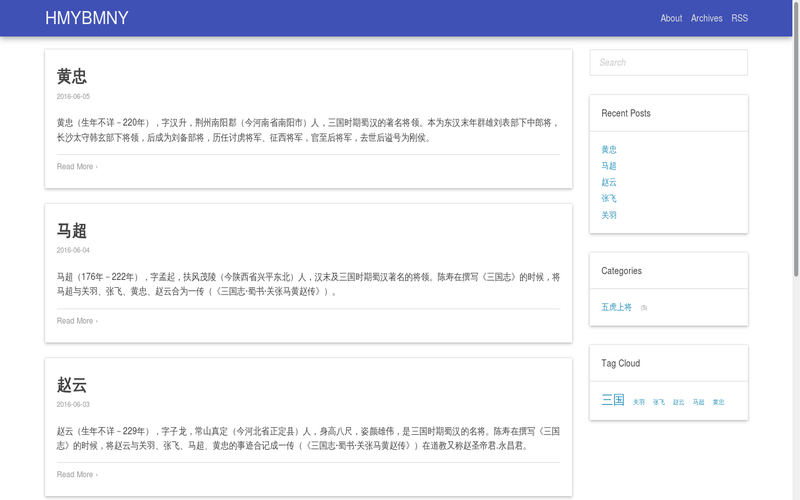 HMYBMNY
About Archives RSS
黄忠
2016-06-05
黄忠（生年不详－220年），字汉升，荆州南阳郡（今河南省南阳市）人，三国时期蜀汉的著名将领。本为东汉末年群雄刘表部下中郎将，
长沙太守韩玄部下将领，后成为刘备部将，历任讨虏将军、征西将军，官至后将军，去世后谥号为刚侯。
Read More ›
马超
2016-06-04
马超（176年－222年），字孟起，扶风茂陵（今陕西省兴平东北）人，汉末及三国时期蜀汉著名的将领。陈寿在撰写《三国志》的时候，将
马超与关羽、张飞、黄忠、赵云合为一传（《三国志·蜀书·关张马黄赵传》）。
Read More ›
赵云
2016-06-03
赵云（生年不详－229年），字子龙，常山真定（今河北省正定县）人，身高八尺，姿颜雄伟，是三国时期蜀汉的名将。陈寿在撰写《三国
志》的时候，将赵云与关羽、张飞、马超、黄忠的事迹合记成一传（《三国志·蜀书·关张马黄赵传》）在道教又称赵圣帝君,永昌君。
Read More ›
Search
Recent Posts
黄忠
马超
赵云
张飞
关羽
Categories
五虎上将 (5)
Tag Cloud
三国 关羽 张飞 赵云 马超 黄忠